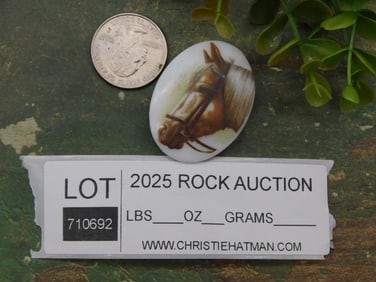 LOT
710692
2025 ROCK AUCTION
LBS____OZ___GRAMS_____
WWW.CHRISTIEHATMAN.COM